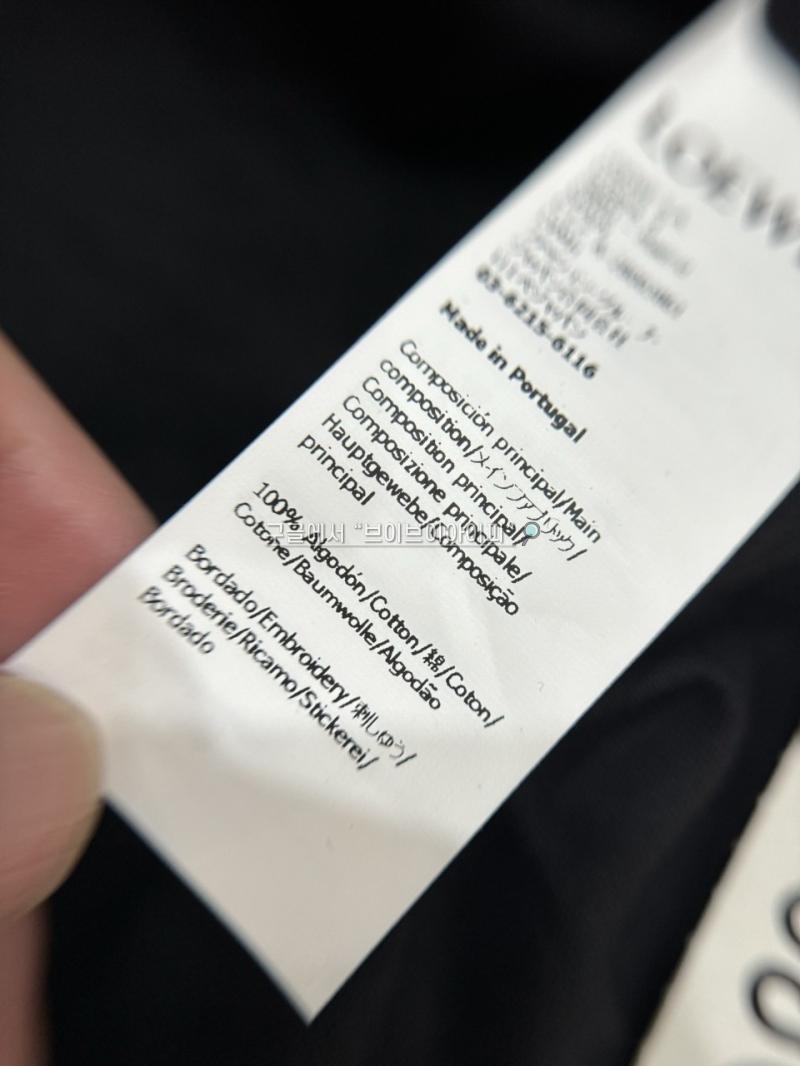 LOEWE
03-6215-6116
Made in Portugal
Composición principal/Main
composition/メインファブリック/
Composition principal/
Composizione principale/
Hauptgewebe/Composição
principal
구글에서 "브이브이아이피
100% Algodón/Cotton/綿/Coton/
Cotone/Baumwolle/Algodão
Bordado/Embroidery/刺しゅう/
Broderie/Ricamo/Stickerei/
Bordado